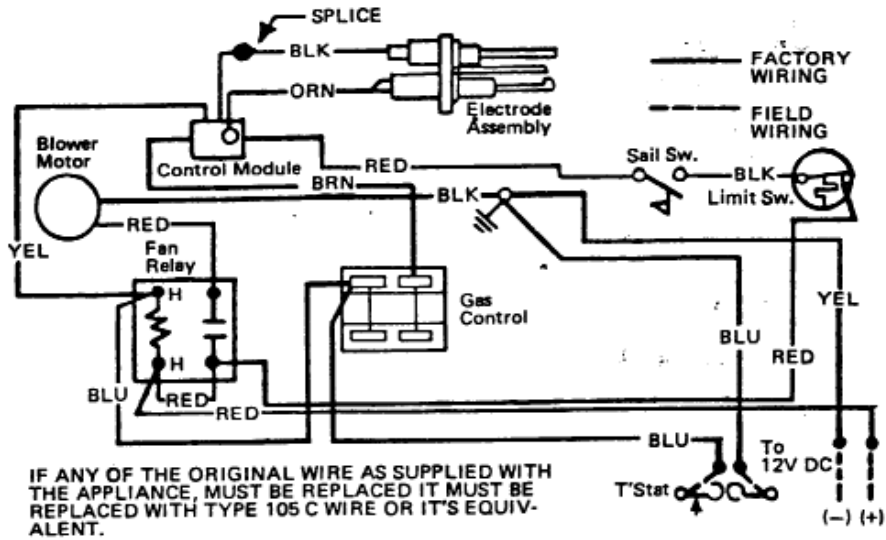 SPLICE
BLK
ORN
Electrode
Assembly
FACTORY
WIRING
FIELD
WIRING
Blower
Motor
Control Module
RED
Sail Sw.
BLK
Limit Sw.
BRN
BLK
RED
YEL
Fan
Relay
H
Gas
Control
YEL
BLU
RED
H
BLU
RED
RED
BLU
To
12V DC
T'Stat
(-) (+)
IF ANY OF THE ORIGINAL WIRE AS SUPPLIED WITH
THE APPLIANCE, MUST BE REPLACED IT MUST BE
REPLACED WITH TYPE 105 C WIRE OR IT'S EQUIV-
ALENT.